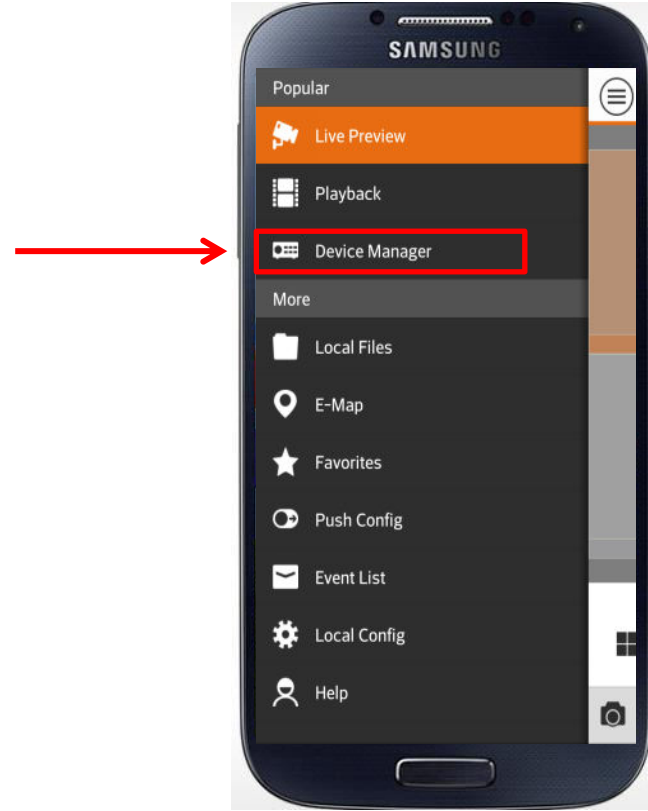 SAMSUNG
Popular
Live Preview
Playback
Device Manager
More
Local Files
E-Map
Favorites
Push Config
Event List
Local Config
Help